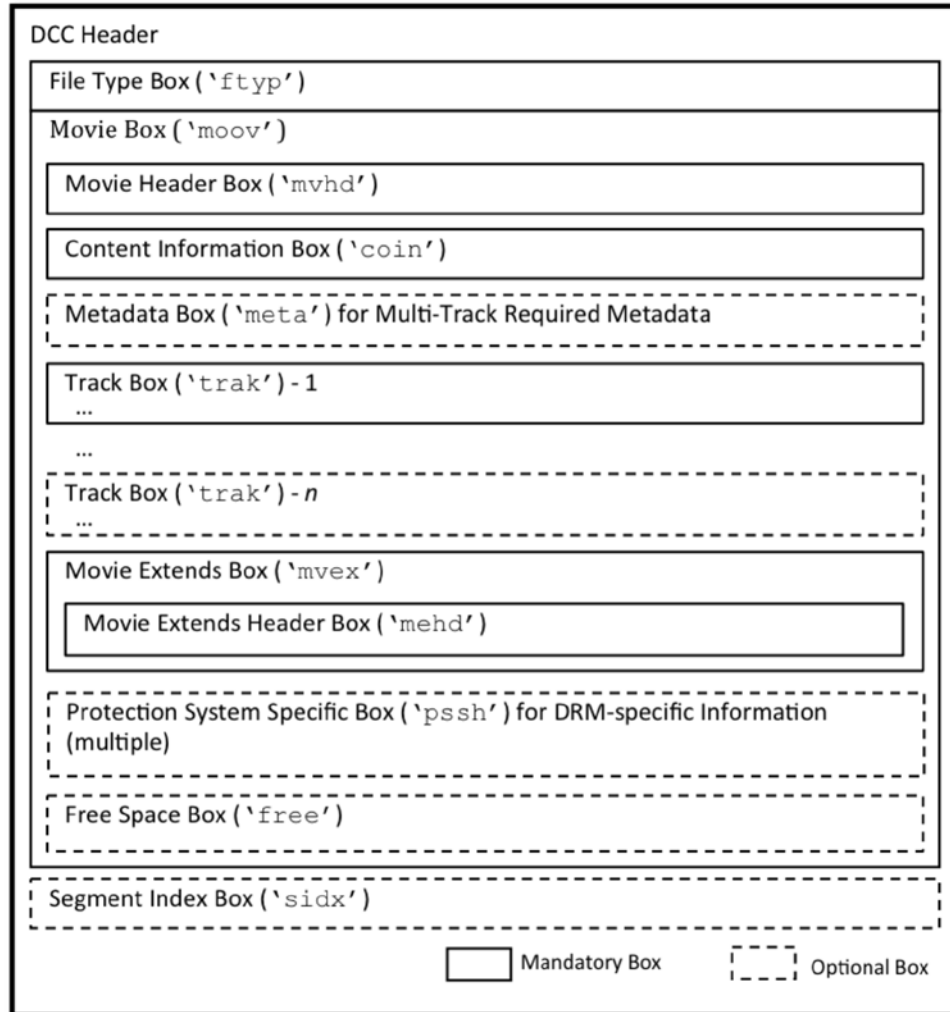 DCC Header
File Type Box (‘ftyp’)
Movie Box (‘moov’)
Movie Header Box (‘mvhd’)
Content Information Box (‘coin’)
Metadata Box (‘meta’) for Multi-Track Required Metadata
Track Box (‘trak’) - 1
...
...
Track Box (‘trak’) - n
...
Movie Extends Box (‘mvex’)
Movie Extends Header Box (‘mehd’)
Protection System Specific Box (‘pssh’) for DRM-specific Information
(multiple)
Free Space Box (‘free’)
Segment Index Box (‘sidx’)
Mandatory Box Optional Box